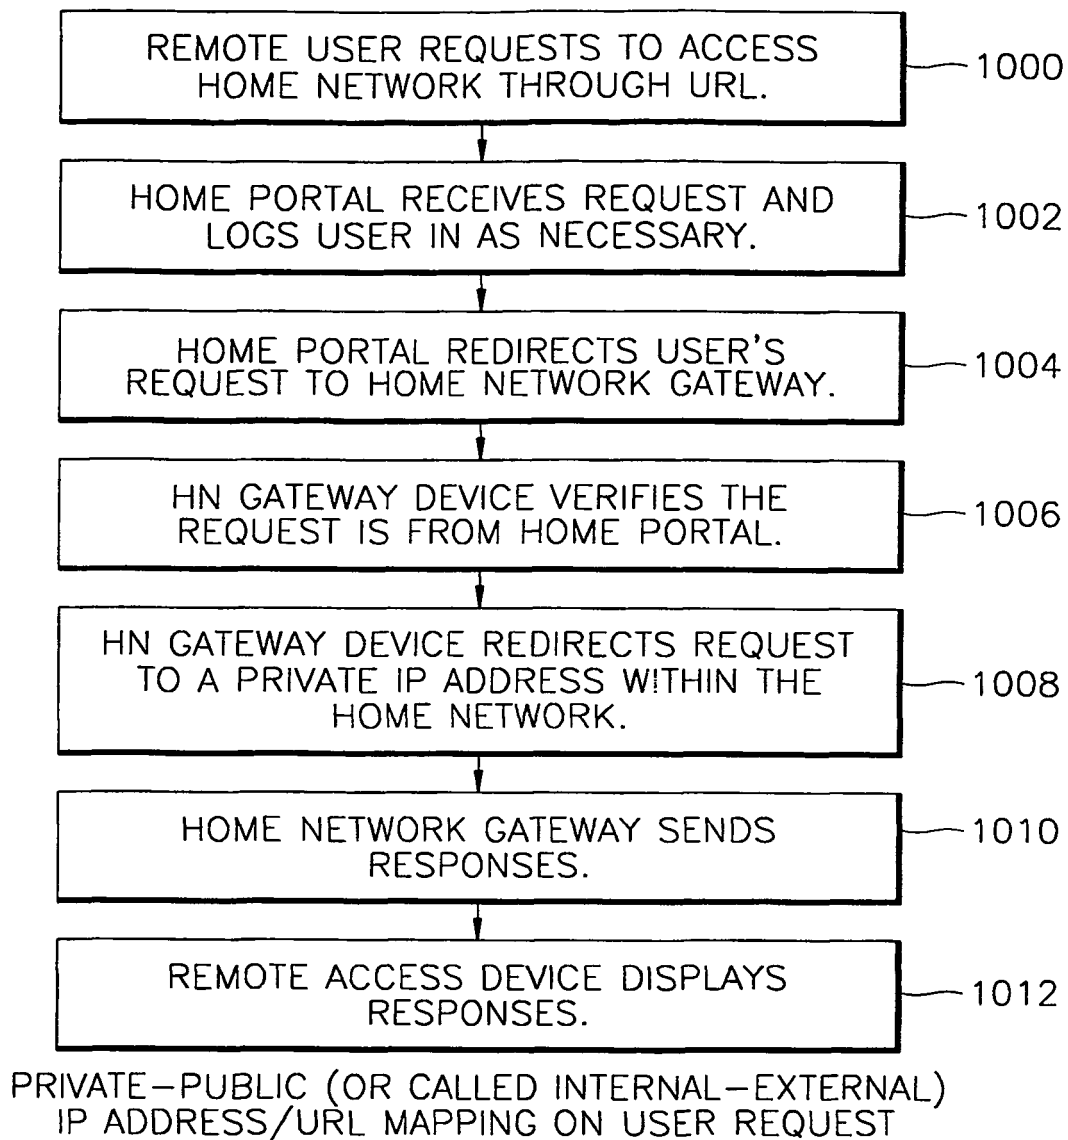 REMOTE USER REQUESTS TO ACCESS
HOME NETWORK THROUGH URL.
1000
HOME PORTAL RECEIVES REQUEST AND
LOGS USER IN AS NECESSARY.
1002
HOME PORTAL REDIRECTS USER'S
REQUEST TO HOME NETWORK GATEWAY.
1004
HN GATEWAY DEVICE VERIFIES THE
REQUEST IS FROM HOME PORTAL.
1006
HN GATEWAY DEVICE REDIRECTS REQUEST
TO A PRIVATE IP ADDRESS WITHIN THE
HOME NETWORK.
1008
HOME NETWORK GATEWAY SENDS
RESPONSES.
1010
REMOTE ACCESS DEVICE DISPLAYS
RESPONSES.
1012
PRIVATE-PUBLIC (OR CALLED INTERNAL-EXTERNAL)
IP ADDRESS/URL MAPPING ON USER REQUEST